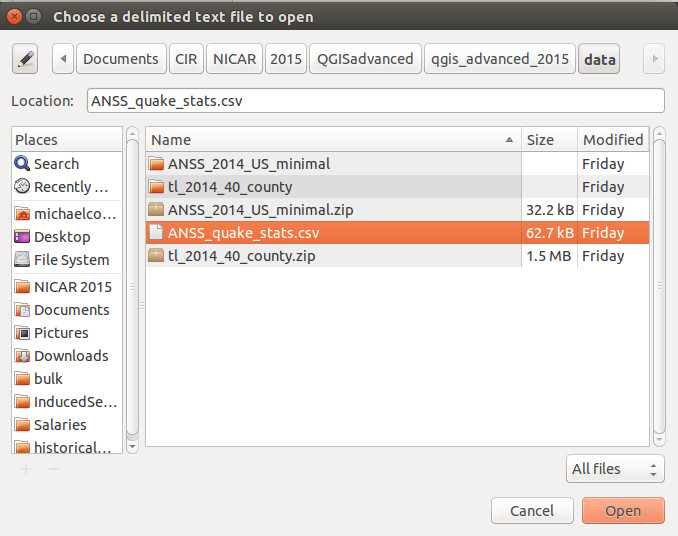 Choose a delimited text file to open
Documents CIR NICAR 2015 QGISadvanced qgis_advanced_2015 data
Location: ANSS_quake_stats.csv
Places
Search
Recently ...
michaelco...
Desktop
File System
NICAR 2015
Documents
Pictures
Downloads
bulk
InducedSe...
Salaries
historical...
Name Size Modified
ANSS_2014_US_minimal Friday
tl_2014_40_county Friday
ANSS_2014_US_minimal.zip 32.2 kB Friday
ANSS_quake_stats.csv 62.7 kB Friday
tl_2014_40_county.zip 1.5 MB Friday
All files
Cancel Open